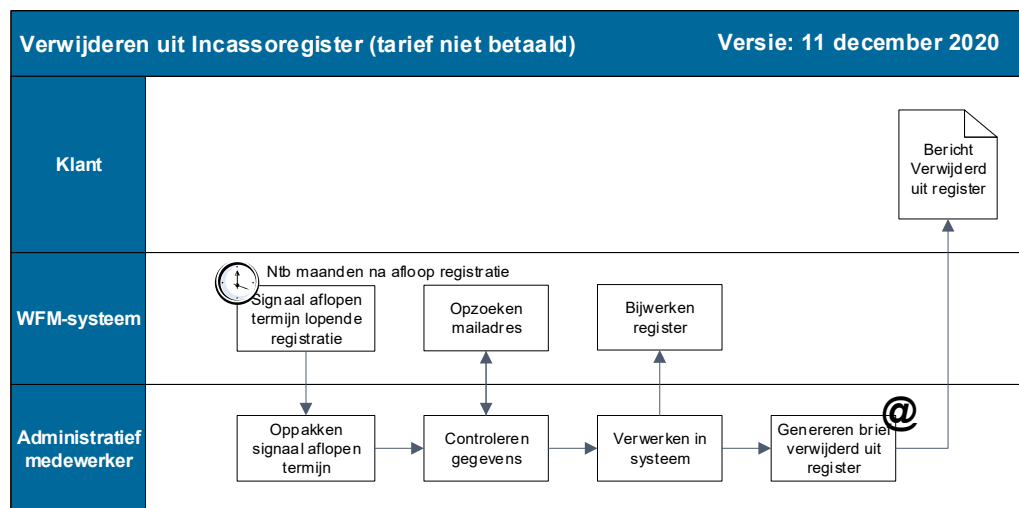 Verwijderen uit Incassoregister (tarief niet betaald)
Versie: 11 december 2020
Klant
Bericht
Verwijderd
uit register
WFM-systeem
Ntb maanden na afloop registratie
Signaal aflopen
termijn lopende
registratie
Opzoeken
mailadres
Bijwerken
register
Administratief
medewerker
Oppakken
signaal aflopen
termijn
Controleren
gegevens
Verwerken in
systeem
@
Genereren brief
verwijderd uit
register